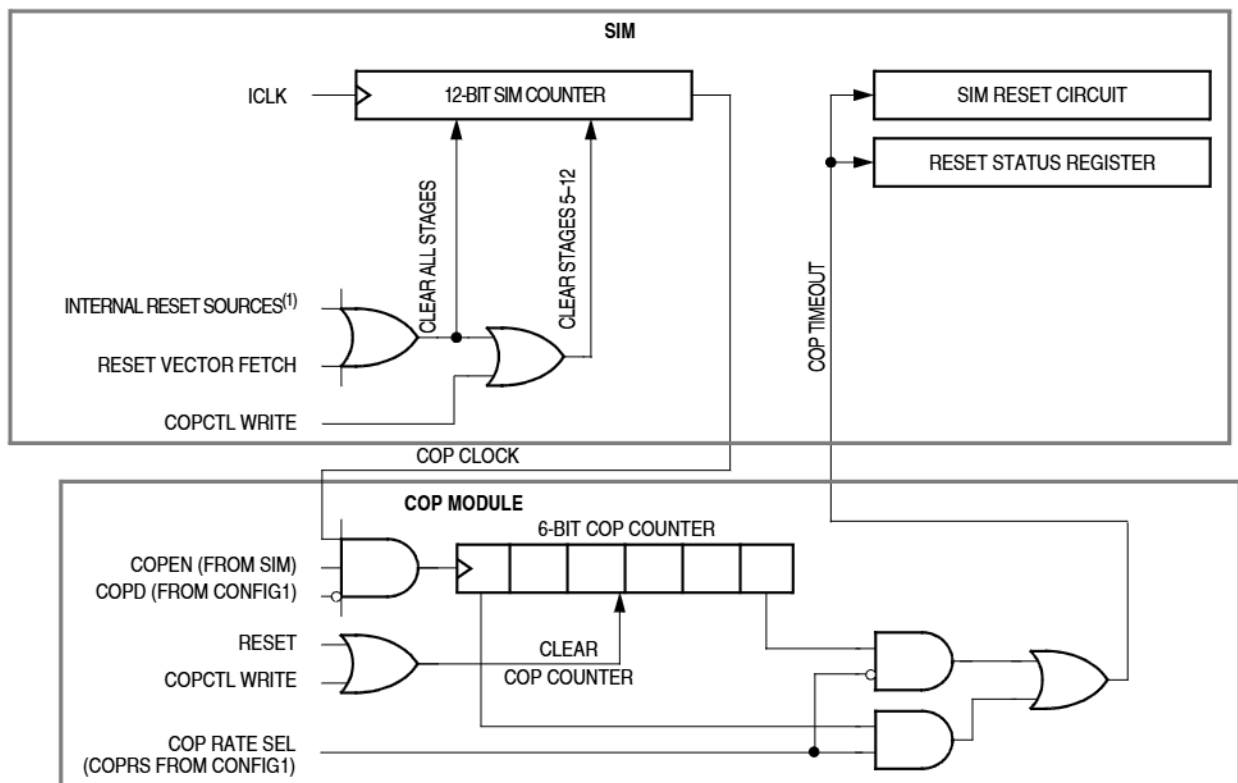 SIM
ICLK
12-BIT SIM COUNTER
SIM RESET CIRCUIT
RESET STATUS REGISTER
CLEAR ALL STAGES
CLEAR STAGES 5–12
COP TIMEOUT
INTERNAL RESET SOURCES(1)
RESET VECTOR FETCH
COPCTL WRITE
COP CLOCK
COP MODULE
6-BIT COP COUNTER
COPEN (FROM SIM)
COPD (FROM CONFIG1)
RESET
CLEAR
COPCTL WRITE
COP COUNTER
COP RATE SEL
(COPRS FROM CONFIG1)